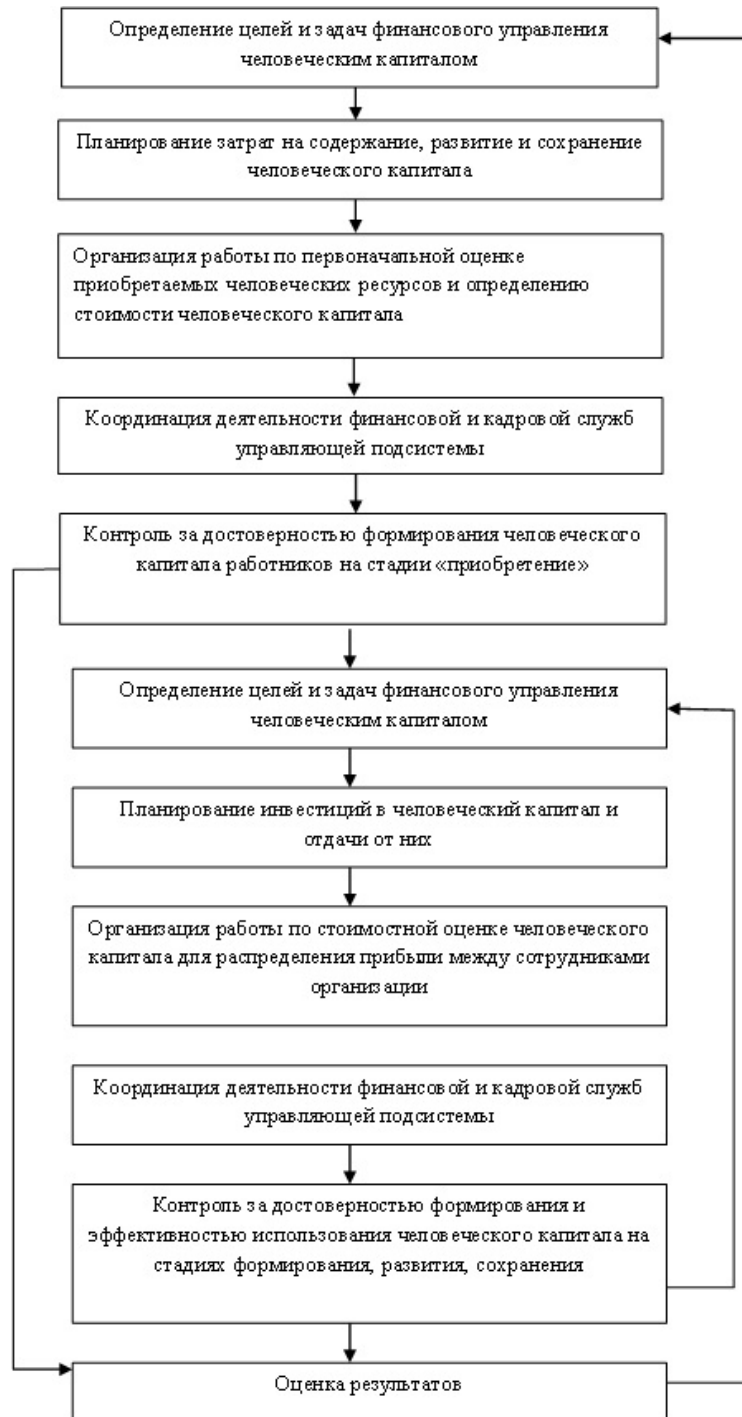 Определение целей и задач финансового управления
человеческим капиталом
Планирование затрат на содержание, развитие и сохранение
человеческого капитала
Организация работы по первоначальной оценке
приобретаемых человеческих ресурсов и определению
стоимости человеческого капитала
Координация деятельности финансовой и кадровой служб
управляющей подсистемы
Контроль за достоверностью формирования человеческого
капитала работников на стадии «приобретение»
Определение целей и задач финансового управления
человеческим капиталом
Планирование инвестиций в человеческий капитал и
отдачи от них
Организация работы по стоимостной оценке человеческого
капитала для распределения прибыли между сотрудниками
организации
Координация деятельности финансовой и кадровой служб
управляющей подсистемы
Контроль за достоверностью формирования и
эффективностью использования человеческого капитала на
стадиях формирования, развития, сохранения
Оценка результатов